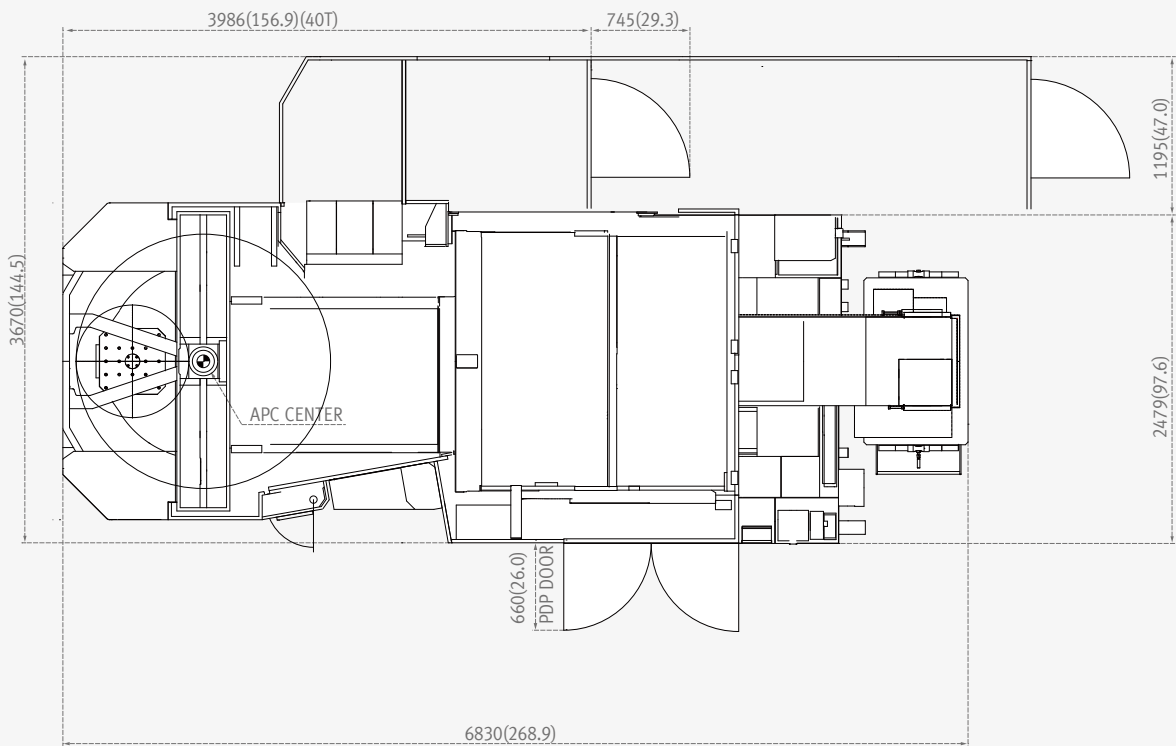 3986(156.9)(40T)
745(29.3)
1195(47.0)
3670(144.5)
2479(97.6)
APC CENTER
660(26.0)
PDP DOOR
6830(268.9)